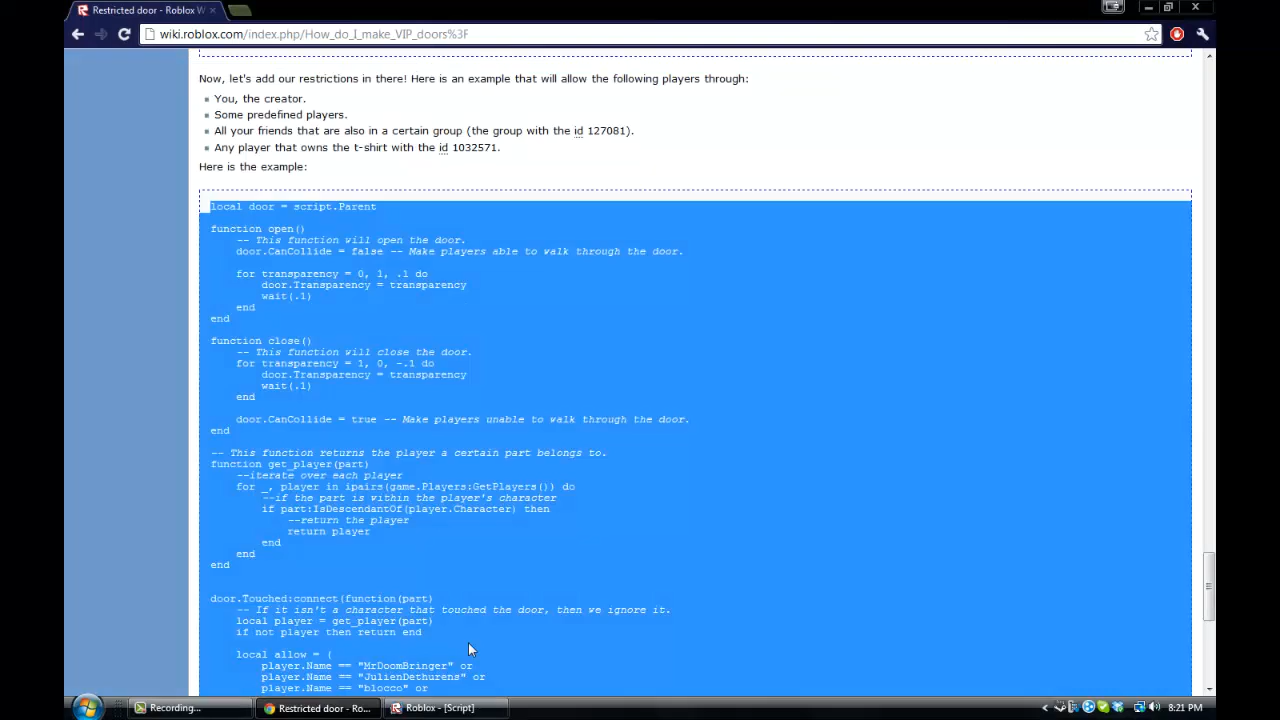 Restricted door - Roblox W
wiki.roblox.com/index.php/How_do_I_make_VIP_doors%3F
Now, let's add our restrictions in there! Here is an example that will allow the following players through:
You, the creator.
Some predefined players.
All your friends that are also in a certain group (the group with the id 127081).
Any player that owns the t-shirt with the id 1032571.
Here is the example:
local door = script.Parent
function open()
-- This function will open the door.
door.CanCollide = false -- Make players able to walk through the door.
for transparency = 0, 1, .1 do
door.Transparency = transparency
wait(.1)
end
end
function close()
-- This function will close the door.
for transparency = 1, 0, -.1 do
door.Transparency = transparency
wait(.1)
end
door.CanCollide = true -- Make players unable to walk through the door.
end
-- This function returns the player a certain part belongs to.
function get_player(part)
--iterate over each player
for _, player in ipairs(game.Players:GetPlayers()) do
--if the part is within the player's character
if part:IsDescendantOf(player.Character) then
--return the player
return player
end
end
end
door.Touched:connect(function(part)
-- If it isn't a character that touched the door, then we ignore it.
local player = get_player(part)
if not player then return end
local allow = (
player.Name == "MrDoomBringer" or
player.Name == "JulienDethurens" or
player.Name == "blocco" or
Recording...
Restricted door - Ro...
Roblox - [Script]
8:21 PM